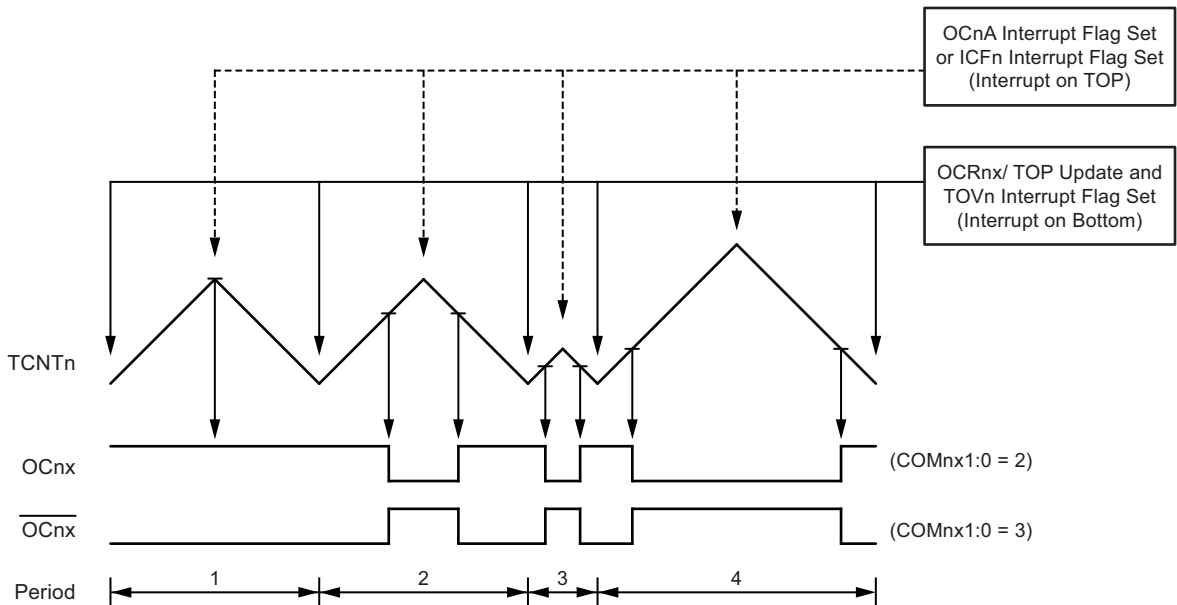 OCnA Interrupt Flag Set
or ICFn Interrupt Flag Set
(Interrupt on TOP)
OCRnx/ TOP Update and
TOVn Interrupt Flag Set
(Interrupt on Bottom)
TCNTn
OCnx
(COMnx1:0 = 2)
OCnx
(COMnx1:0 = 3)
Period
1
2
3
4